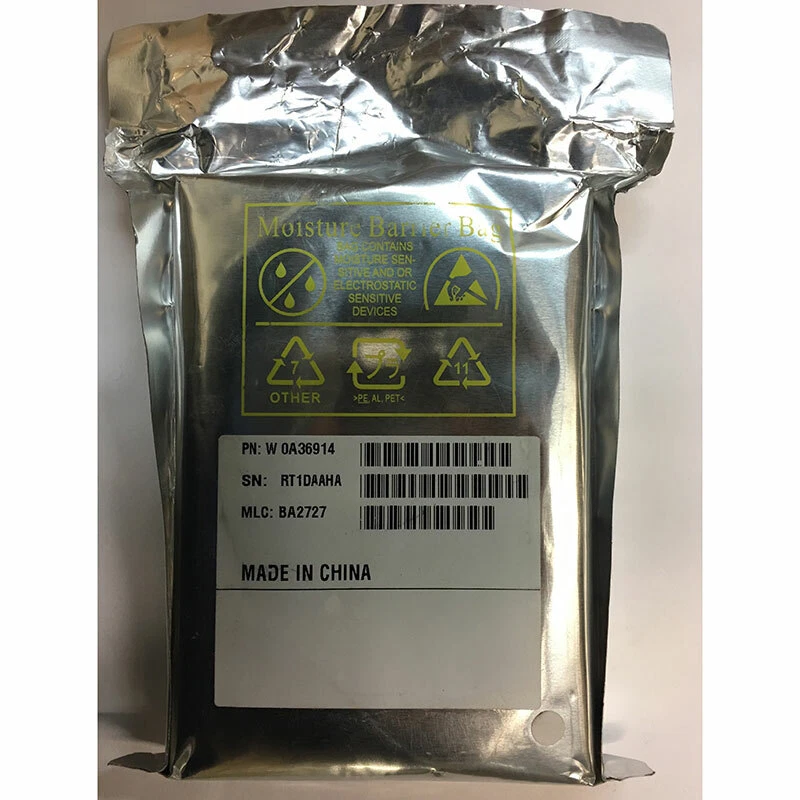 Moisture Barrier Bag
BAG CONTAINS
MOISTURE SEN-
SITIVE AND OR
ELECTROSTATIC
SENSITIVE
DEVICES
7
OTHER
>PE, AL, PET<
11
PN: W 0A36914
SN: RT1DAAHA
MLC: BA2727
MADE IN CHINA